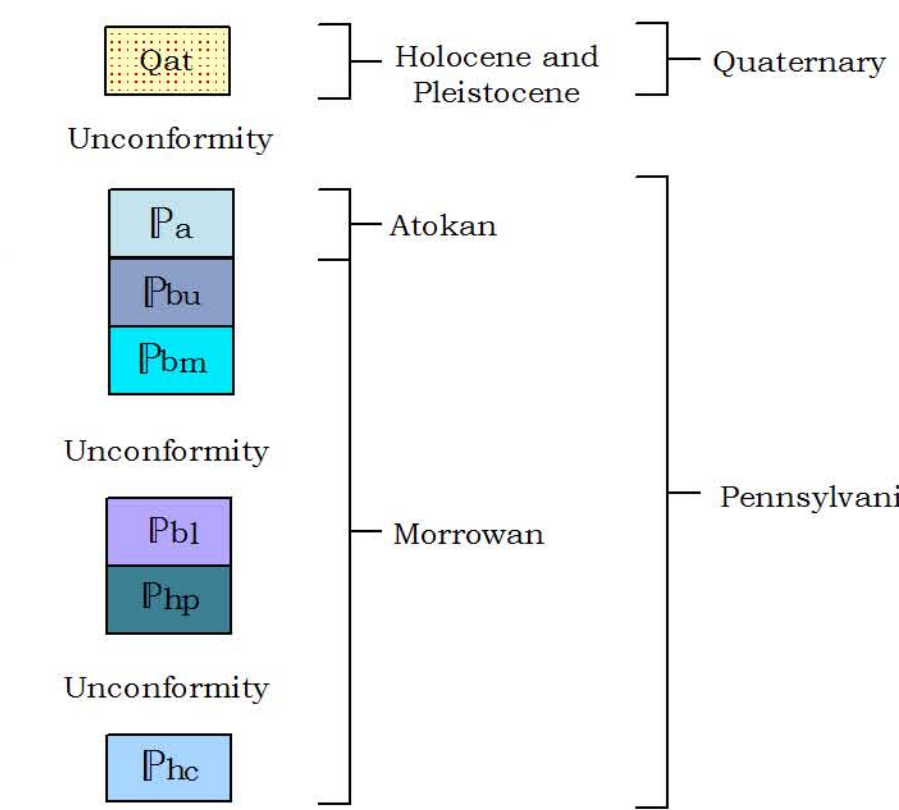 Qat
Holocene and
Pleistocene
Quaternary
Unconformity
ℙa
Atokan
ℙbu
ℙbm
Unconformity
Pennsylvani
ℙbl
Morrowan
ℙhp
Unconformity
ℙhc